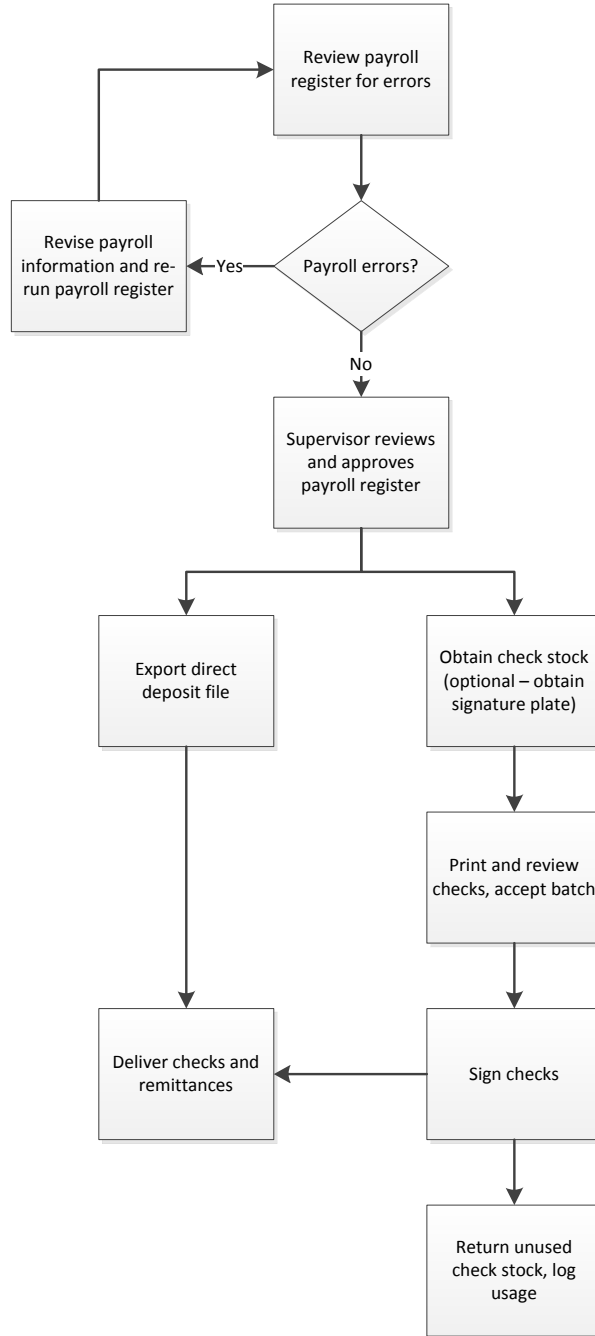 Review payroll
register for errors
Revise payroll
information and re-
run payroll register
Yes
Payroll errors?
No
Supervisor reviews
and approves
payroll register
Export direct
deposit file
Obtain check stock
(optional – obtain
signature plate)
Print and review
checks, accept batch
Deliver checks and
remittances
Sign checks
Return unused
check stock, log
usage